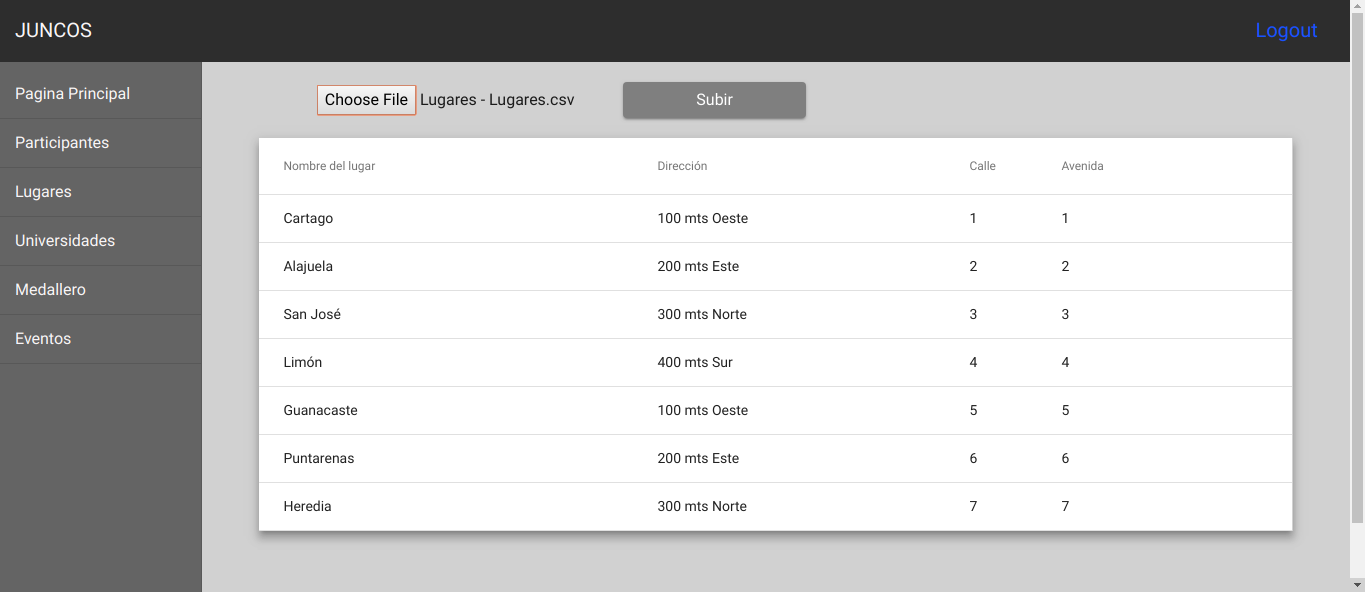 JUNCOS Logout
Pagina Principal
Participantes
Lugares
Universidades
Medallero
Eventos
Choose File Lugares - Lugares.csv Subir
Nombre del lugar Dirección Calle Avenida
Cartago 100 mts Oeste 1 1
Alajuela 200 mts Este 2 2
San José 300 mts Norte 3 3
Limón 400 mts Sur 4 4
Guanacaste 100 mts Oeste 5 5
Puntarenas 200 mts Este 6 6
Heredia 300 mts Norte 7 7